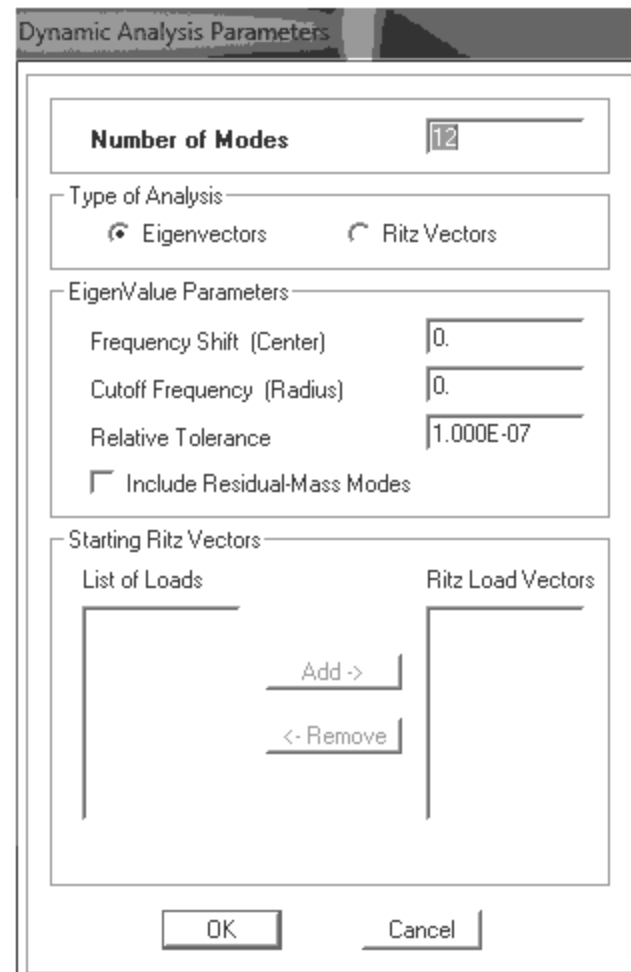 Dynamic Analysis Parameters
Number of Modes 12
Type of Analysis
Eigenvectors Ritz Vectors
EigenValue Parameters
Frequency Shift (Center) 0.
Cutoff Frequency (Radius) 0.
Relative Tolerance 1.000E-07
Include Residual-Mass Modes
Starting Ritz Vectors
List of Loads Ritz Load Vectors
Add ->
<- Remove
OK Cancel